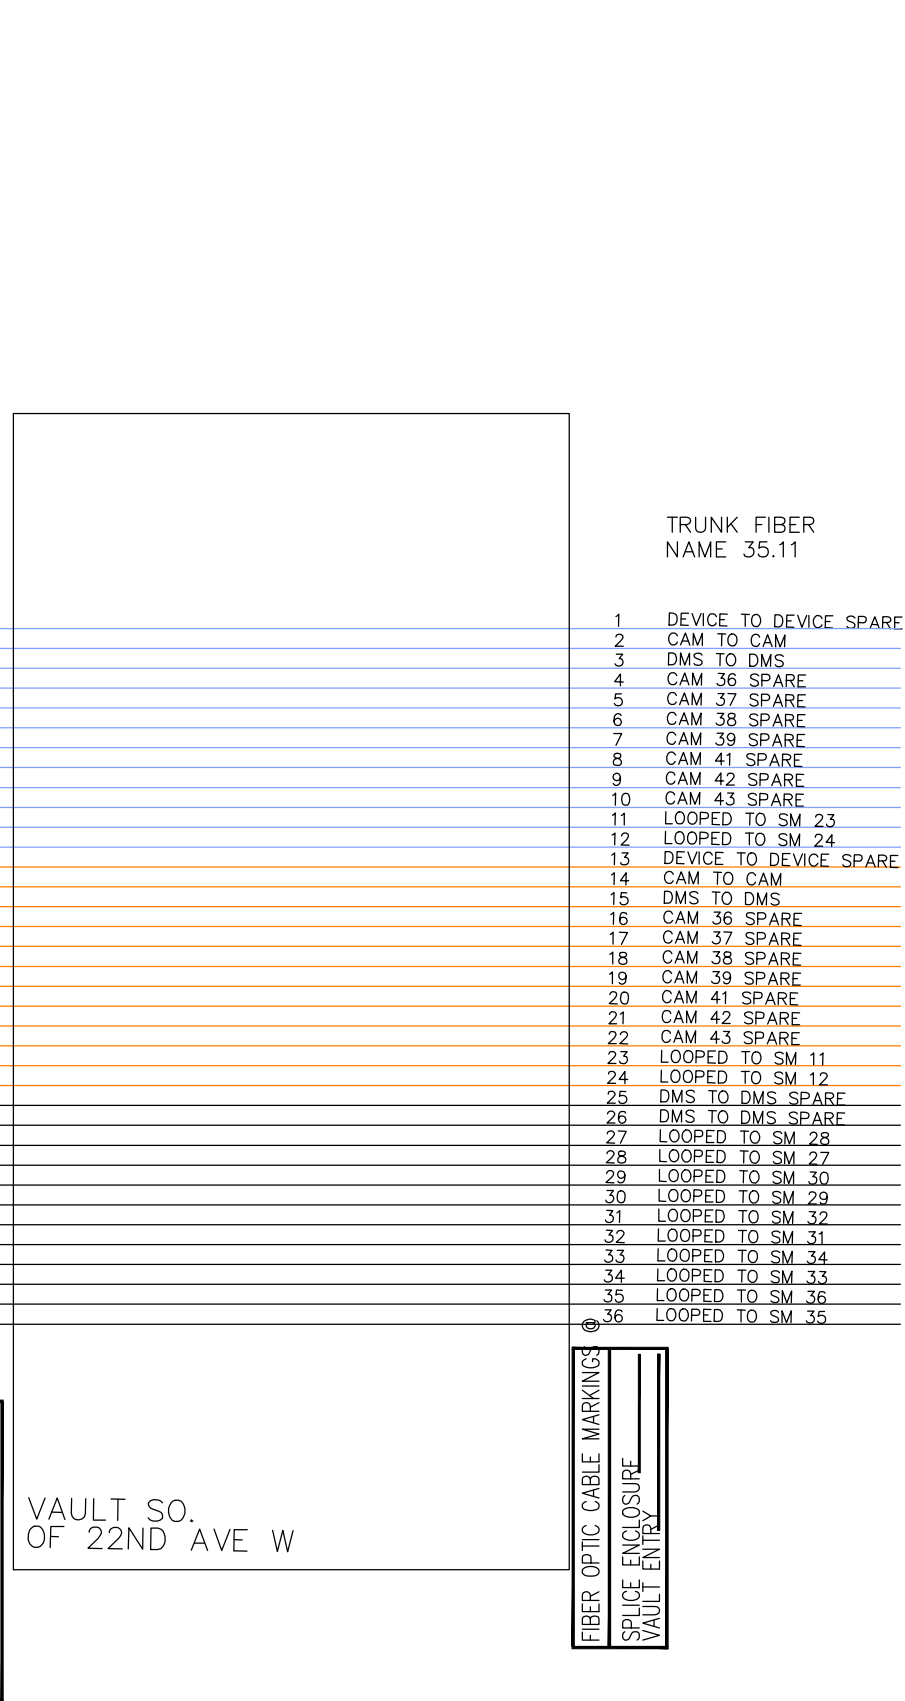 TRUNK FIBER
NAME 35.11
1 DEVICE TO DEVICE SPARE
2 CAM TO CAM
3 DMS TO DMS
4 CAM 36 SPARE
5 CAM 37 SPARE
6 CAM 38 SPARE
7 CAM 39 SPARE
8 CAM 41 SPARE
9 CAM 42 SPARE
10 CAM 43 SPARE
11 LOOPED TO SM 23
12 LOOPED TO SM 24
13 DEVICE TO DEVICE SPARE
14 CAM TO CAM
15 DMS TO DMS
16 CAM 36 SPARE
17 CAM 37 SPARE
18 CAM 38 SPARE
19 CAM 39 SPARE
20 CAM 41 SPARE
21 CAM 42 SPARE
22 CAM 43 SPARE
23 LOOPED TO SM 11
24 LOOPED TO SM 12
25 DMS TO DMS SPARE
26 DMS TO DMS SPARE
27 LOOPED TO SM 28
28 LOOPED TO SM 27
29 LOOPED TO SM 30
30 LOOPED TO SM 29
31 LOOPED TO SM 32
32 LOOPED TO SM 31
33 LOOPED TO SM 34
34 LOOPED TO SM 33
35 LOOPED TO SM 36
36 LOOPED TO SM 35
FIBER OPTIC CABLE MARKINGS @
SPLICE ENCLOSURE
VAULT ENTRY
VAULT SO.
OF 22ND AVE W